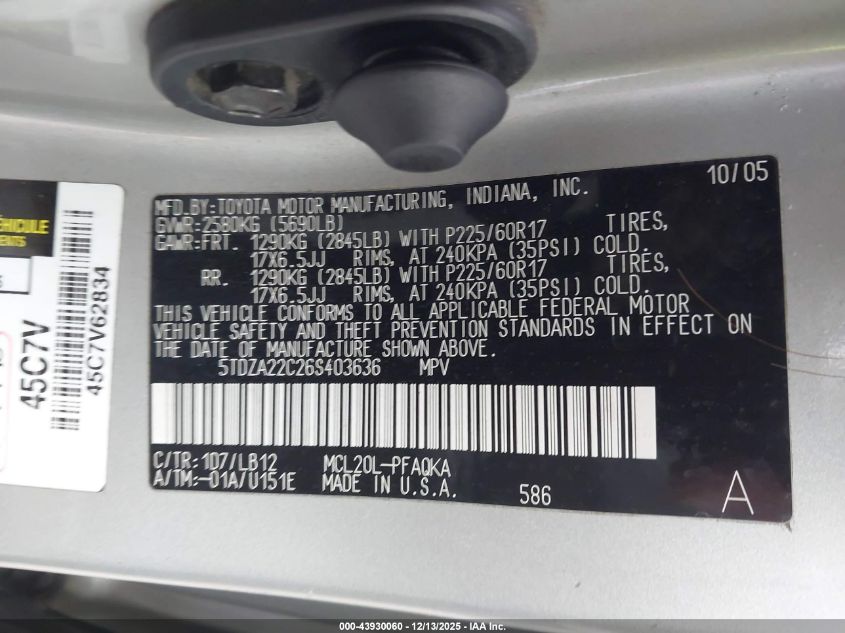 10/05
MFD.BY:TOYOTA MOTOR MANUFACTURING, INDIANA, INC.
GVWR:2580KG (5690LB)
GAWR:FRT. 1290KG (2845LB) WITH P225/60R17 TIRES,
17X6.5JJ RIMS, AT 240KPA (35PSI) COLD.
RR. 1290KG (2845LB) WITH P225/60R17 TIRES,
17X6.5JJ RIMS, AT 240KPA (35PSI) COLD.
THIS VEHICLE CONFORMS TO ALL APPLICABLE FEDERAL MOTOR
VEHICLE SAFETY AND THEFT PREVENTION STANDARDS IN EFFECT ON
THE DATE OF MANUFACTURE SHOWN ABOVE.
5TDZA22C26S403636 MPV
C/TR:1D7/LB12 MCL20L-PFAQKA
A/TM:-01A/U151E MADE IN U.S.A. 586 A
45C7V
45C7V62834
000-43930060 - 12/13/2025 - IAA Inc.